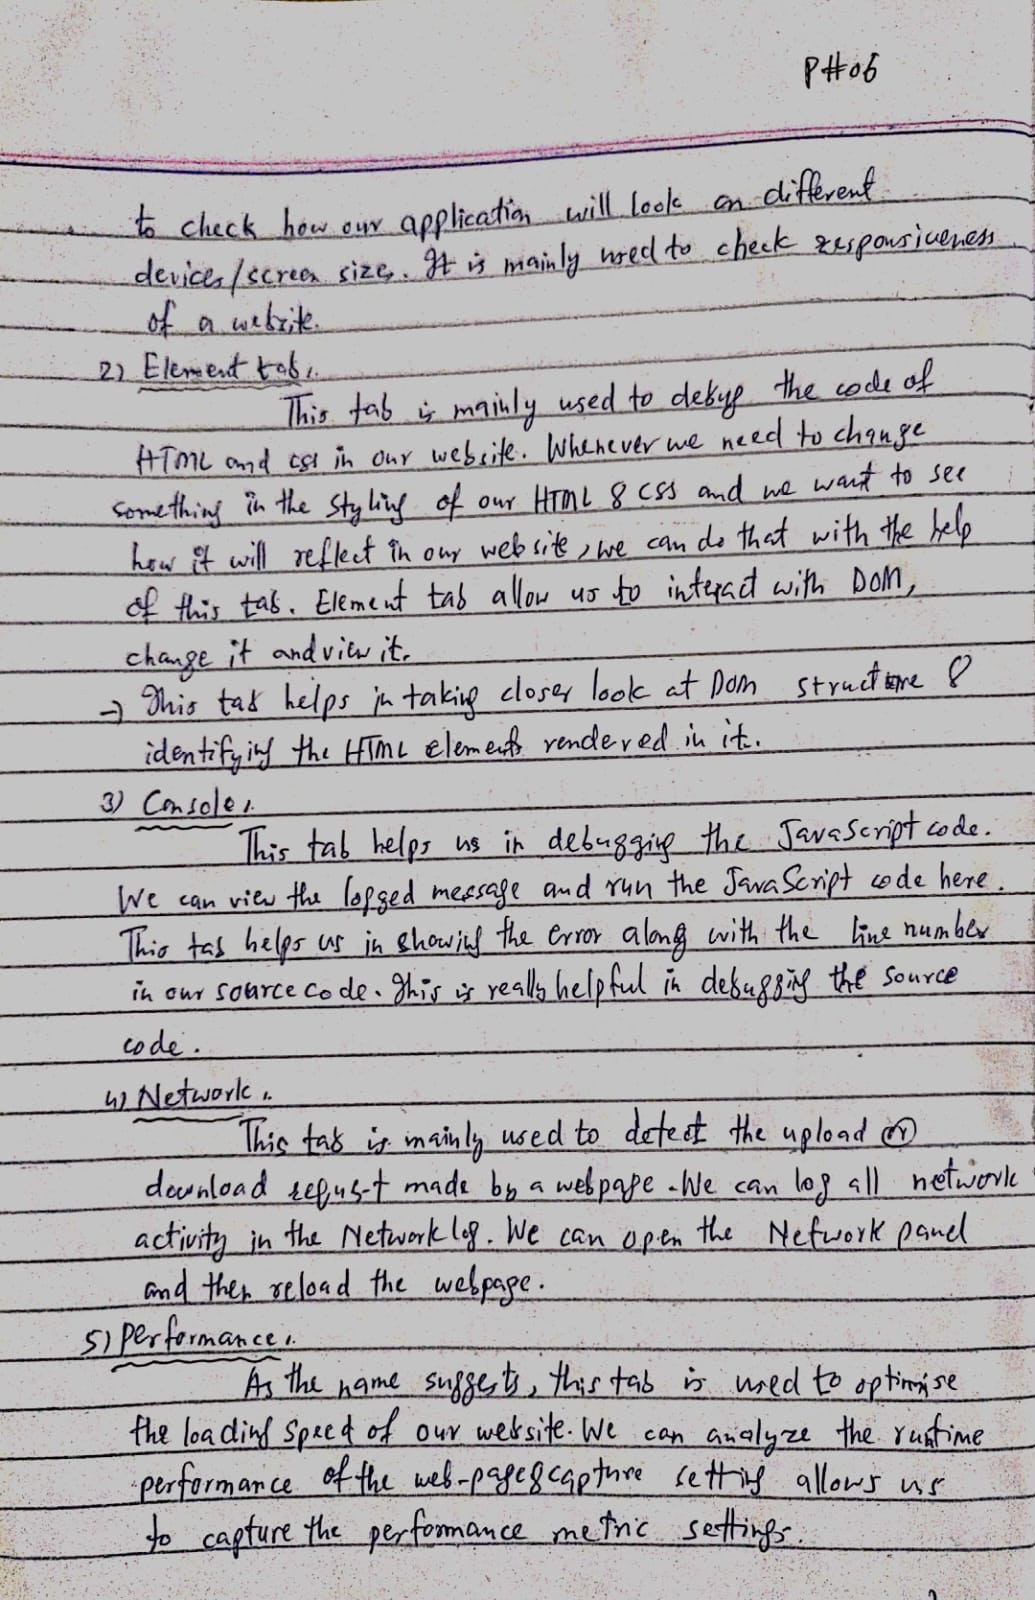 P#06
to check how our application will look on different
devices/screen sizes. It is mainly used to check responsiveness
of a website.
2) Element tab:
This tab is mainly used to debug the code of
HTML and css in our website. Whenever we need to change
something in the styling of our HTML & CSS and we want to see
how it will reflect in our website, we can do that with the help
of this tab. Element tab allow us to interact with DOM,
change it and view it.
→ This tab helps in taking closer look at DOM structure &
identifying the HTML elements rendered in it.
3) Console:
This tab helps us in debugging the JavaScript code.
We can view the logged message and run the JavaScript code here.
This tab helps us in showing the error along with the line number
in our source code. This is really helpful in debugging the source
code.
4) Network:
This tab is mainly used to detect the upload or
download requst made by a webpage. We can log all network
activity in the Network log. We can open the Network panel
and then reload the webpage.
5) Performance:
As the name suggests, this tab is used to optimise
the loading speed of our website. We can analyze the runtime
performance of the web-page & capture setting allows us
to capture the performance metric settings.